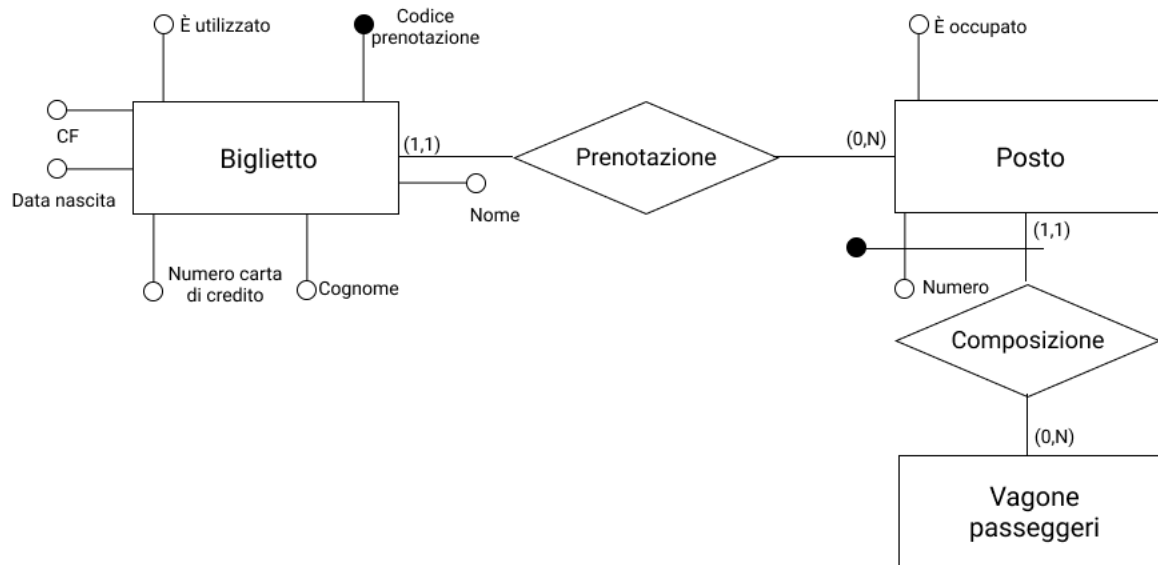 È utilizzato
Codice
prenotazione
È occupato
CF
Biglietto
(1,1)
Prenotazione
(0,N)
Posto
Data nascita
Nome
(1,1)
Numero carta
di credito
Cognome
Numero
Composizione
(0,N)
Vagone
passeggeri